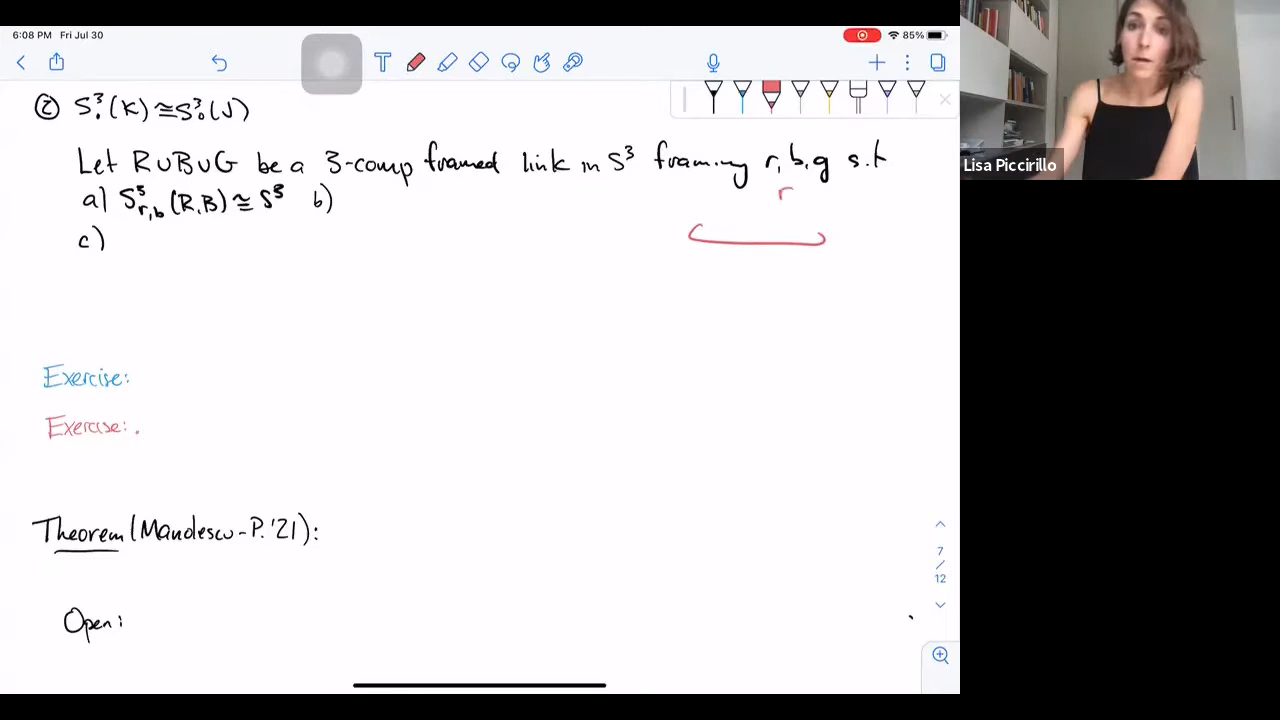 6:08 PM Fri Jul 30
85%
② S³₀(K) ≅ S³₀(J)
Let R∪B∪G be a 3-comp framed link in S³ framing r, b, g s.t
a) S³r,b(R,B) ≅ S³ b)
r
c)
Exercise:
Exercise:.
Theorem (Manolescu-P. '21):
Open:
7
/
12
Lisa Piccirillo